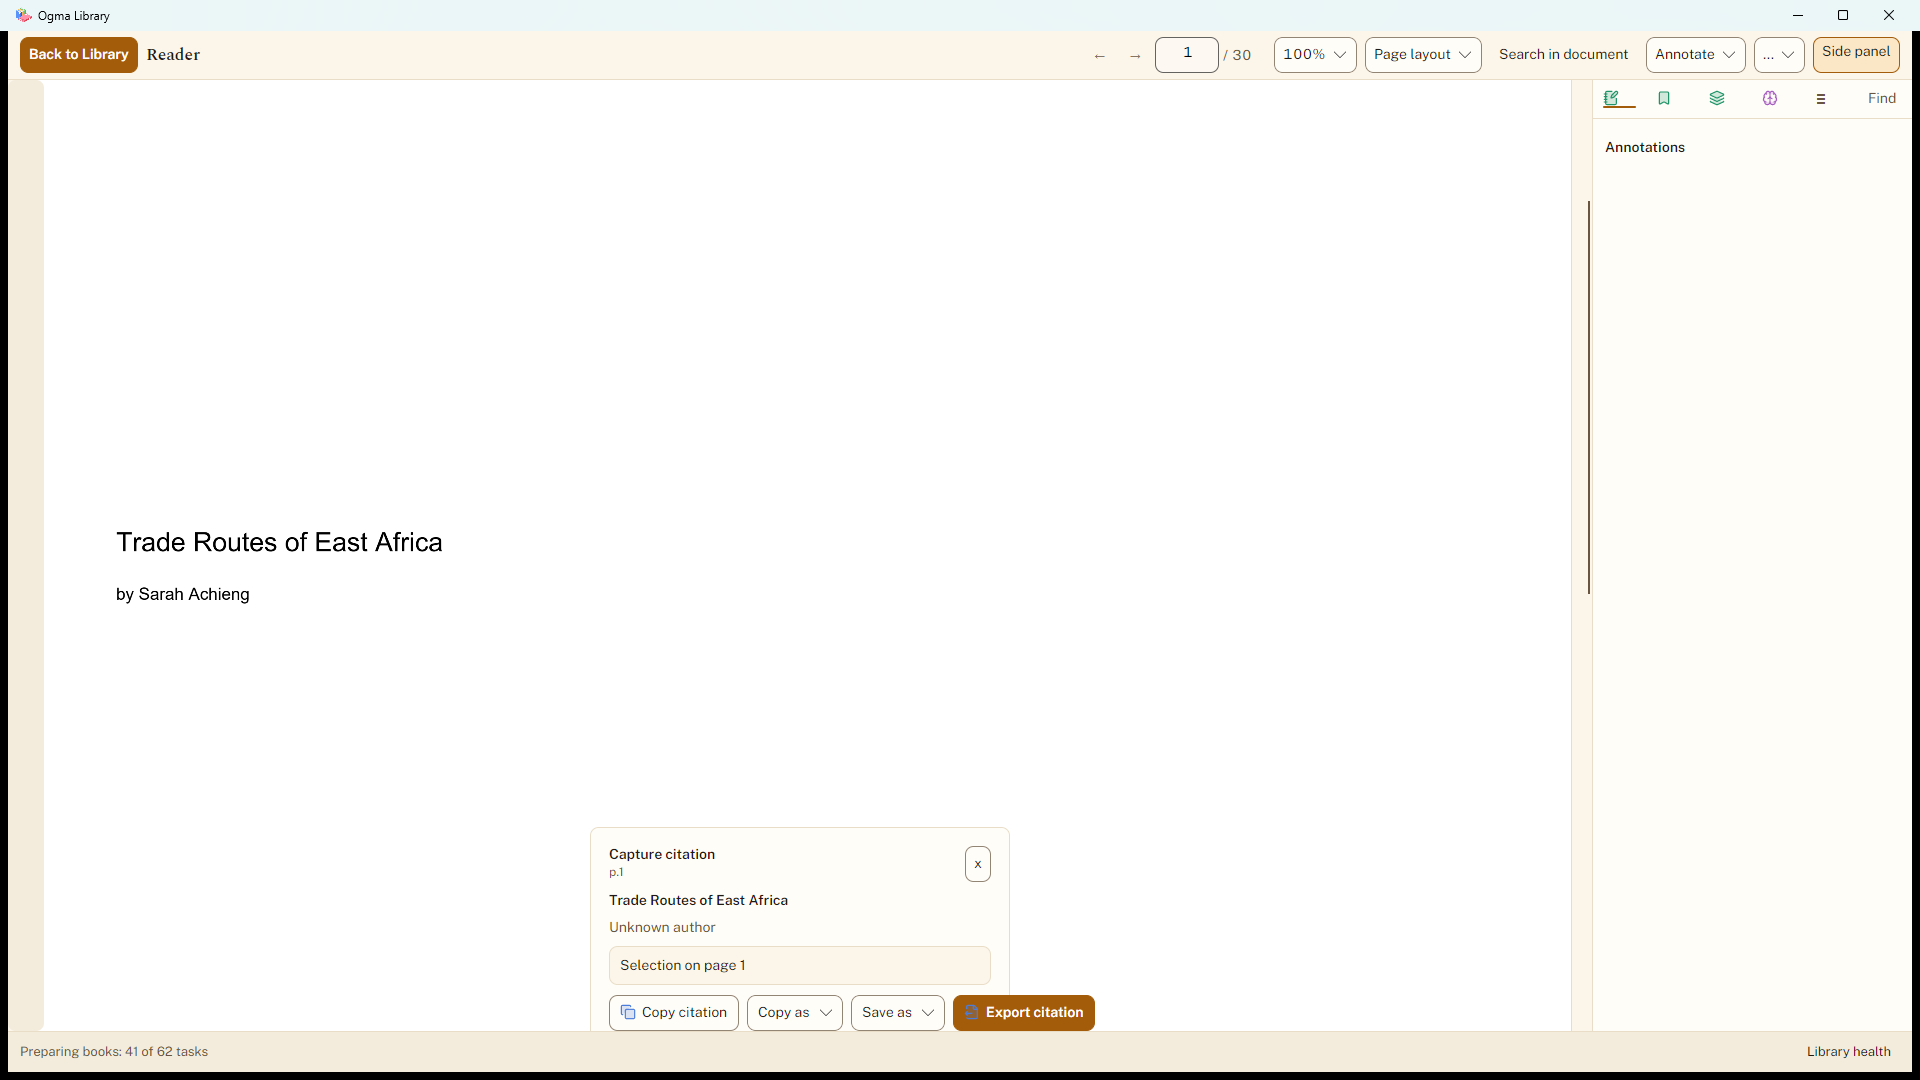 Ogma Library
Back to Library Reader ← → 1 / 30 100% Page layout Search in document Annotate ... Side panel
Find
Annotations
Trade Routes of East Africa
by Sarah Achieng
Capture citation
p.1
x
Trade Routes of East Africa
Unknown author
Selection on page 1
Copy citation Copy as Save as Export citation
Preparing books: 41 of 62 tasks Library health